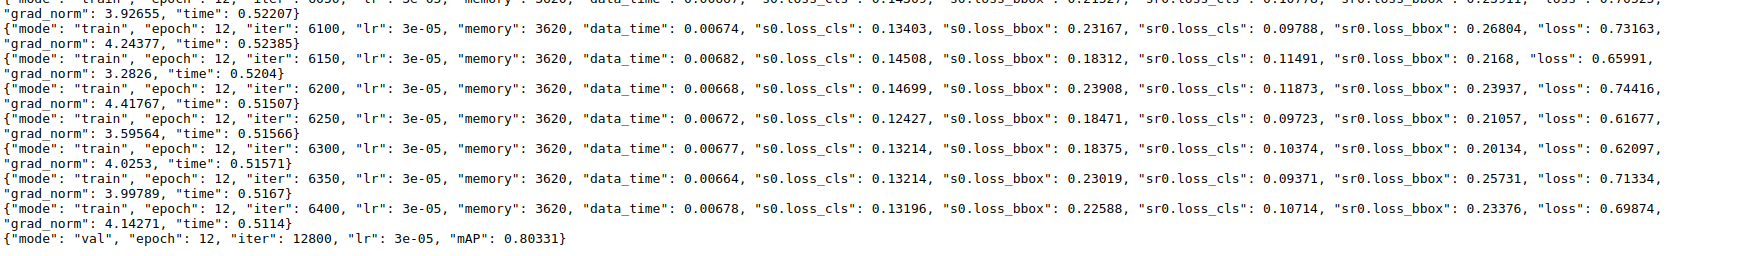 "grad_norm": 3.92655, "time": 0.52207}
{"mode": "train", "epoch": 12, "iter": 6100, "lr": 3e-05, "memory": 3620, "data_time": 0.00674, "s0.loss_cls": 0.13403, "s0.loss_bbox": 0.23167, "sr0.loss_cls": 0.09788, "sr0.loss_bbox": 0.26804, "loss": 0.73163,
"grad_norm": 4.24377, "time": 0.52385}
{"mode": "train", "epoch": 12, "iter": 6150, "lr": 3e-05, "memory": 3620, "data_time": 0.00682, "s0.loss_cls": 0.14508, "s0.loss_bbox": 0.18312, "sr0.loss_cls": 0.11491, "sr0.loss_bbox": 0.2168, "loss": 0.65991,
"grad_norm": 3.2826, "time": 0.5204}
{"mode": "train", "epoch": 12, "iter": 6200, "lr": 3e-05, "memory": 3620, "data_time": 0.00668, "s0.loss_cls": 0.14699, "s0.loss_bbox": 0.23908, "sr0.loss_cls": 0.11873, "sr0.loss_bbox": 0.23937, "loss": 0.74416,
"grad_norm": 4.41767, "time": 0.51507}
{"mode": "train", "epoch": 12, "iter": 6250, "lr": 3e-05, "memory": 3620, "data_time": 0.00672, "s0.loss_cls": 0.12427, "s0.loss_bbox": 0.18471, "sr0.loss_cls": 0.09723, "sr0.loss_bbox": 0.21057, "loss": 0.61677,
"grad_norm": 3.59564, "time": 0.51566}
{"mode": "train", "epoch": 12, "iter": 6300, "lr": 3e-05, "memory": 3620, "data_time": 0.00677, "s0.loss_cls": 0.13214, "s0.loss_bbox": 0.18375, "sr0.loss_cls": 0.10374, "sr0.loss_bbox": 0.20134, "loss": 0.62097,
"grad_norm": 4.0253, "time": 0.51571}
{"mode": "train", "epoch": 12, "iter": 6350, "lr": 3e-05, "memory": 3620, "data_time": 0.00664, "s0.loss_cls": 0.13214, "s0.loss_bbox": 0.23019, "sr0.loss_cls": 0.09371, "sr0.loss_bbox": 0.25731, "loss": 0.71334,
"grad_norm": 3.99789, "time": 0.5167}
{"mode": "train", "epoch": 12, "iter": 6400, "lr": 3e-05, "memory": 3620, "data_time": 0.00678, "s0.loss_cls": 0.13196, "s0.loss_bbox": 0.22588, "sr0.loss_cls": 0.10714, "sr0.loss_bbox": 0.23376, "loss": 0.69874,
"grad_norm": 4.14271, "time": 0.5114}
{"mode": "val", "epoch": 12, "iter": 12800, "lr": 3e-05, "mAP": 0.80331}